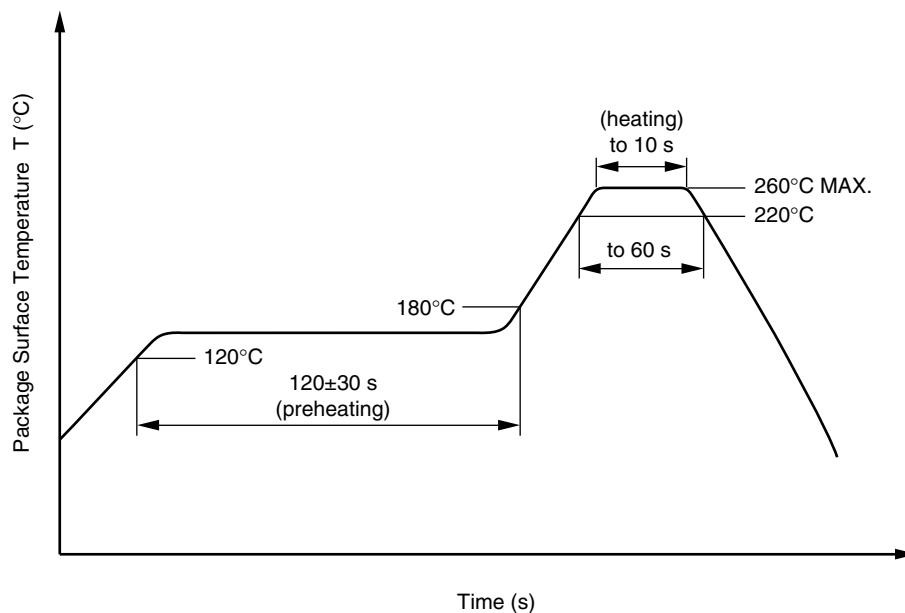 Package Surface Temperature T (°C)
(heating)
to 10 s
260°C MAX.
220°C
to 60 s
180°C
120°C
120±30 s
(preheating)
Time (s)